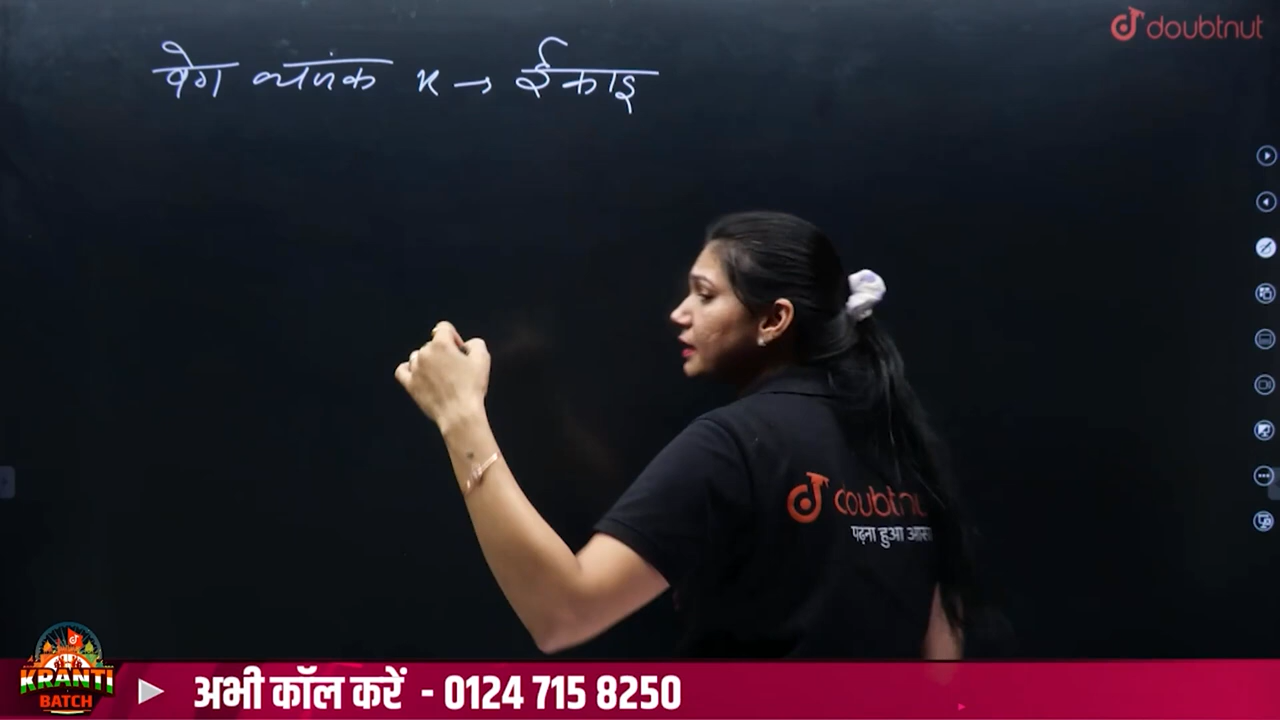 doubtnut
वेग स्थिरांक K → ईकाइ
doubtnut
पढ़ना हुआ आसा
KRANTI
BATCH
अभी कॉल करें - 0124 715 8250